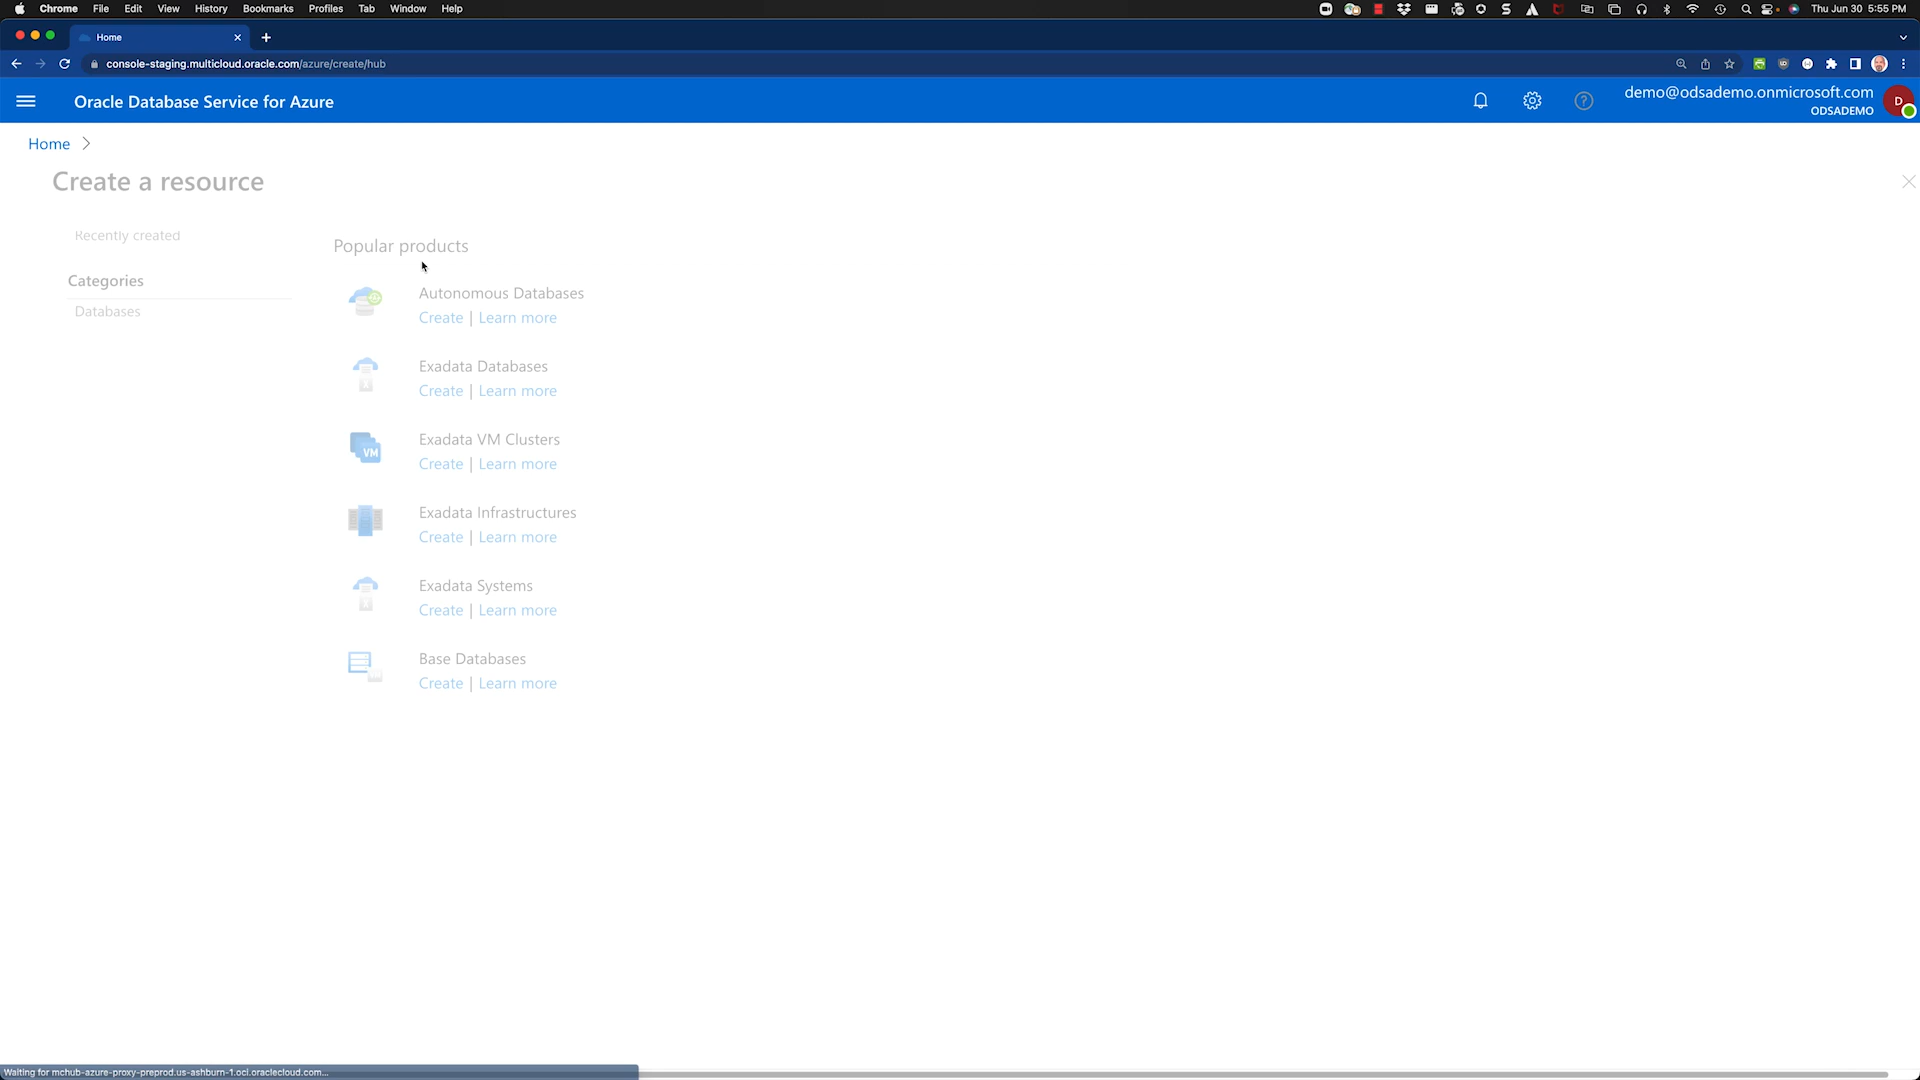 Chrome File Edit View History Bookmarks Profiles Tab Window Help Thu Jun 30 5:55 PM
Home
console-staging.multicloud.oracle.com/azure/create/hub
Oracle Database Service for Azure
demo@odsademo.onmicrosoft.com
ODSADEMO
D
Home
Create a resource
Recently created
Categories
Databases
Popular products
Autonomous Databases
Create | Learn more
Exadata Databases
Create | Learn more
VM
Exadata VM Clusters
Create | Learn more
Exadata Infrastructures
Create | Learn more
Exadata Systems
Create | Learn more
Base Databases
Create | Learn more
Waiting for mchub-azure-proxy-preprod.us-ashburn-1.oci.oraclecloud.com...